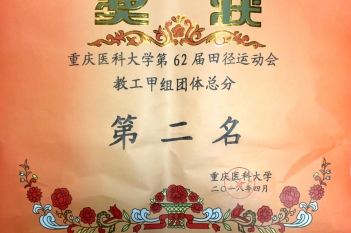 奖状
重庆医科大学第62届田径运动会
教工甲组团体总分
第二名
重庆医科大学
二〇一八年四月